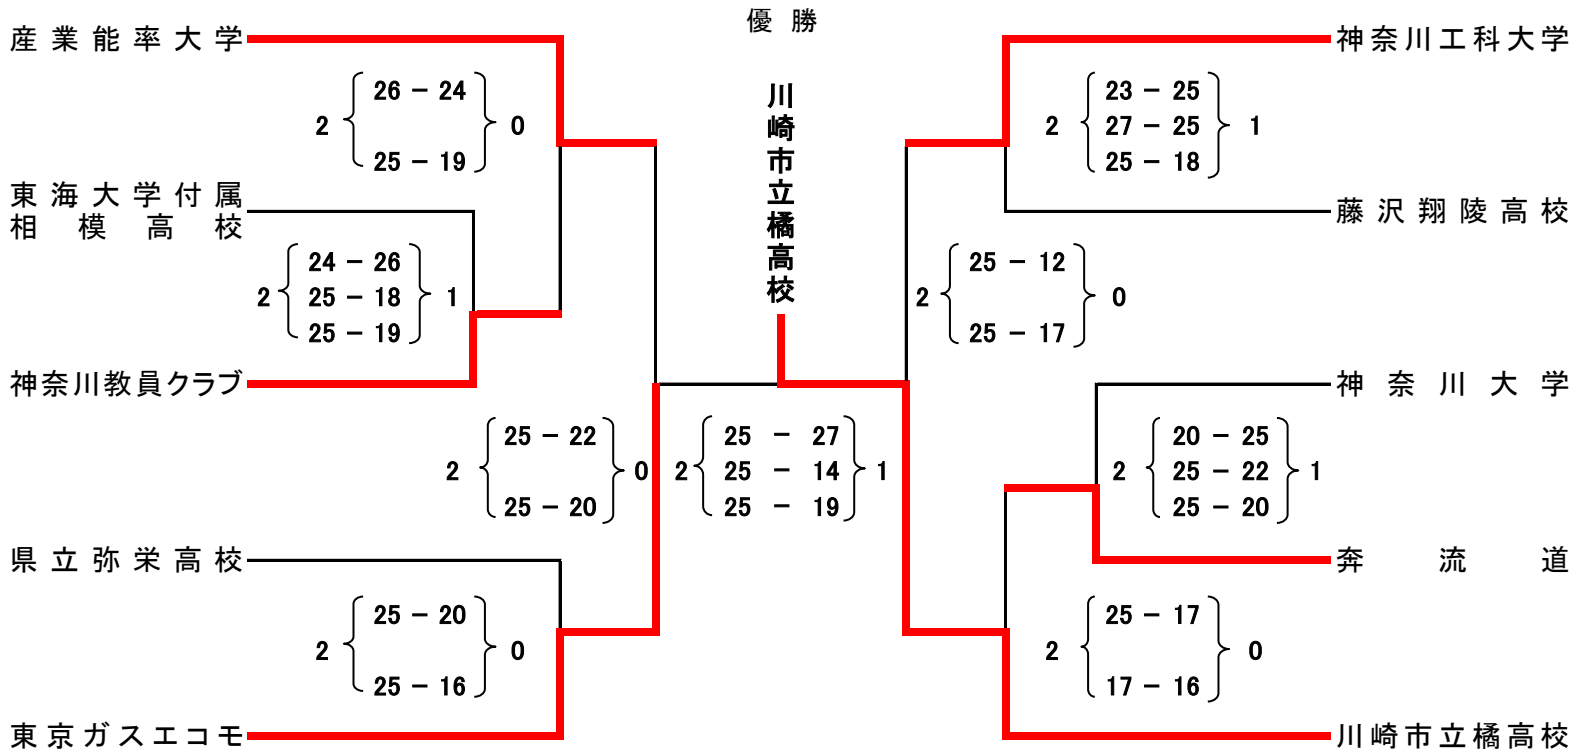 優勝
川崎市立橘高校
産業能率大学
26 − 24
2 0
25 − 19
東海大学付属
相模高校
24 − 26
2 25 − 18 1
25 − 19
神奈川教員クラブ
25 − 22
2 0
25 − 20
県立弥栄高校
25 − 20
2 0
25 − 16
東京ガスエコモ
25 − 27
2 25 − 14 1
25 − 19
神奈川工科大学
23 − 25
2 27 − 25 1
25 − 18
藤沢翔陵高校
25 − 12
2 0
25 − 17
神奈川大学
20 − 25
2 25 − 22 1
25 − 20
奔流道
25 − 17
2 0
17 − 16
川崎市立橘高校